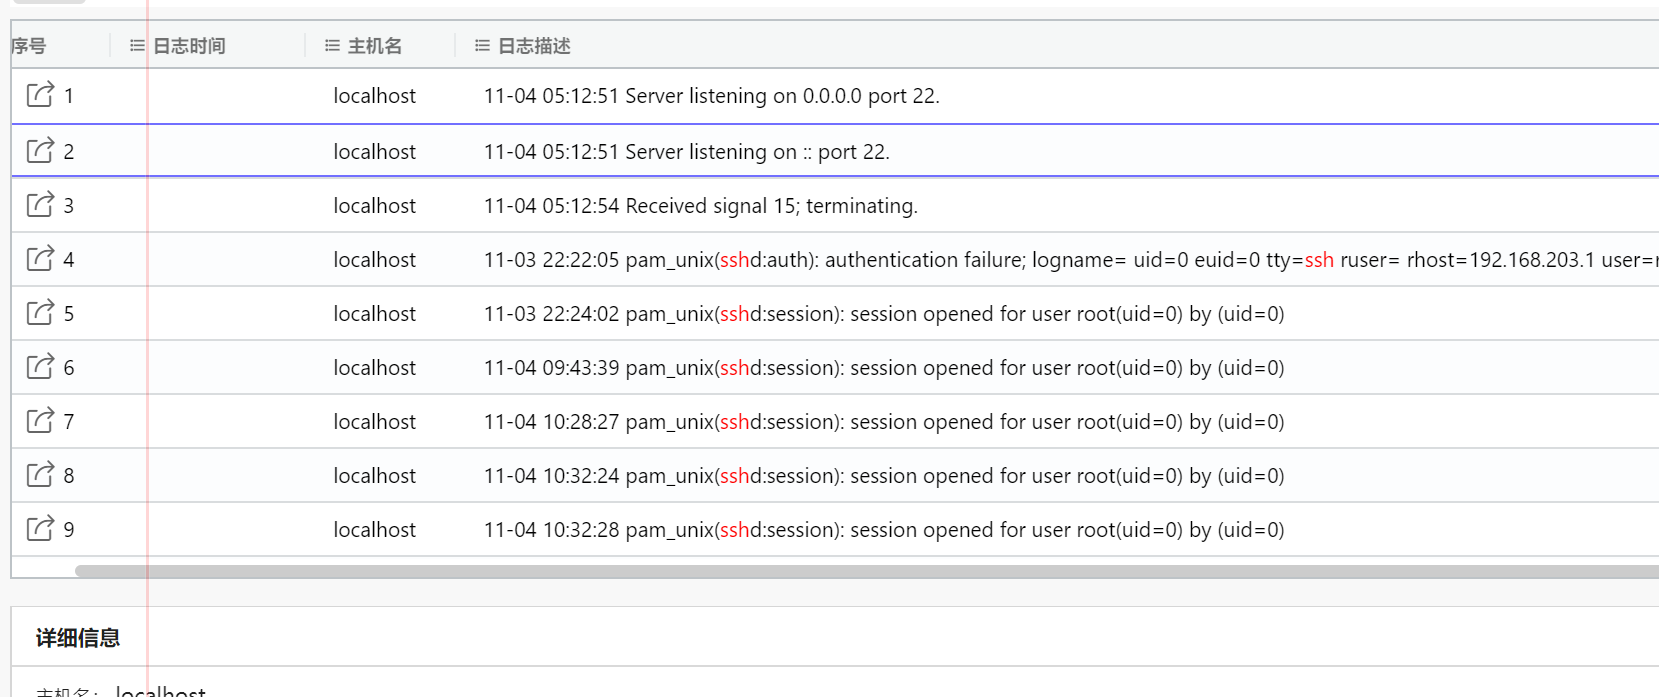 序号 日志时间 主机名 日志描述
1 localhost 11-04 05:12:51 Server listening on 0.0.0.0 port 22.
2 localhost 11-04 05:12:51 Server listening on :: port 22.
3 localhost 11-04 05:12:54 Received signal 15; terminating.
4 localhost 11-03 22:22:05 pam_unix(sshd:auth): authentication failure; logname= uid=0 euid=0 tty=ssh ruser= rhost=192.168.203.1 user=
5 localhost 11-03 22:24:02 pam_unix(sshd:session): session opened for user root(uid=0) by (uid=0)
6 localhost 11-04 09:43:39 pam_unix(sshd:session): session opened for user root(uid=0) by (uid=0)
7 localhost 11-04 10:28:27 pam_unix(sshd:session): session opened for user root(uid=0) by (uid=0)
8 localhost 11-04 10:32:24 pam_unix(sshd:session): session opened for user root(uid=0) by (uid=0)
9 localhost 11-04 10:32:28 pam_unix(sshd:session): session opened for user root(uid=0) by (uid=0)
详细信息
主机名: localhost